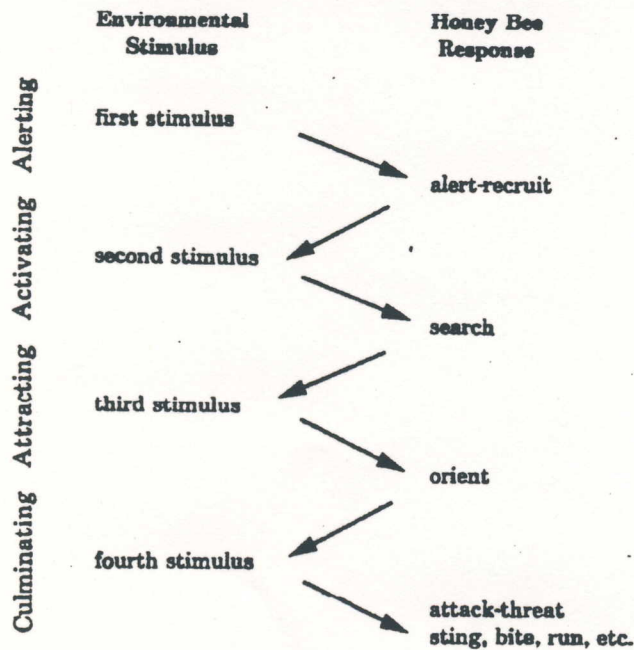 Environmental
Stimulus
Honey Bee
Response
Alerting
first stimulus
alert-recruit
Activating
second stimulus
search
Attracting
third stimulus
orient
Culminating
fourth stimulus
attack-threat
sting, bite, run, etc.